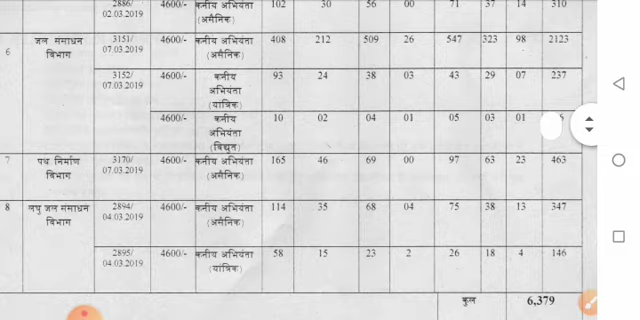 2886/ 4600/- कनीय अभियंता 102 30 56 00 71 37 14 310
02.03.2019 (असैनिक)
6 जल संसाधन 3151/ 4600/- कनीय अभियंता 408 212 509 26 547 323 98 2123
विभाग 07.03.2019 (असैनिक)
3152/ 4600/- कनीय 93 24 38 03 43 29 07 237
07.03.2019 अभियंता
(यांत्रिक)
4600/- कनीय 10 02 04 01 05 03 01
अभियंता
(विद्युत)
7 पथ निर्माण 3170/ 4600/- कनीय अभियंता 165 46 69 00 97 63 23 463
विभाग 07.03.2019 (असैनिक)
8 लघु जल संसाधन 2894/ 4600/- कनीय अभियंता 114 35 68 04 75 38 13 347
विभाग 04.03.2019 (असैनिक)
2895/ 4600/- कनीय अभियंता 58 15 23 2 26 18 4 146
04.03.2019 (यांत्रिक)
कुल 6,379